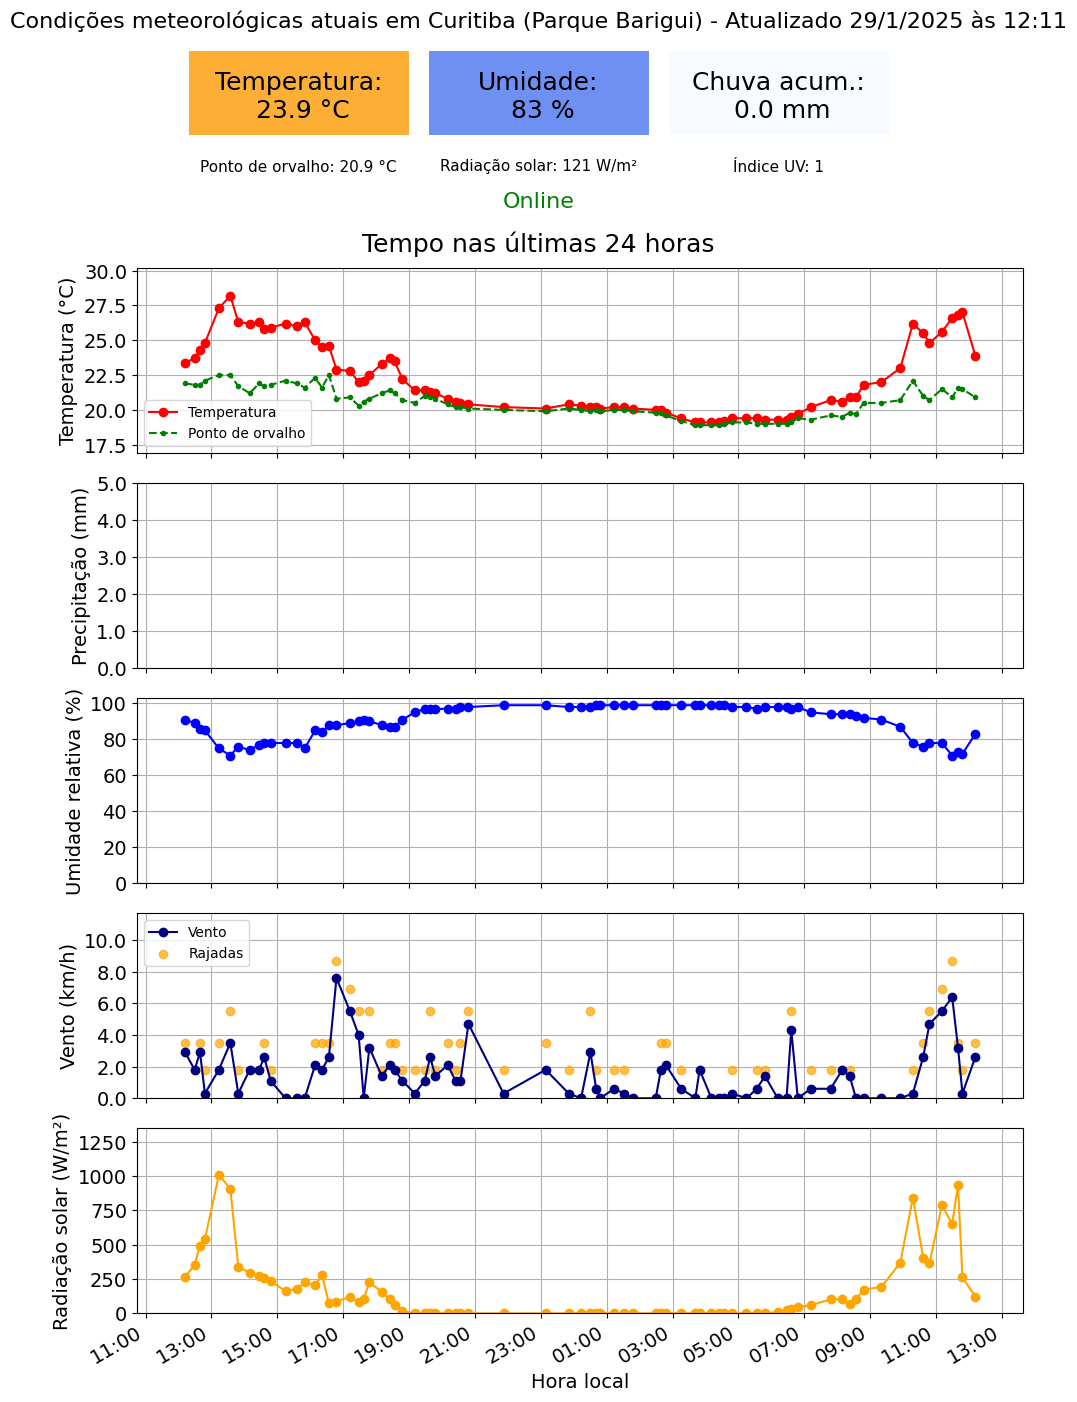 Condições meteorológicas atuais em Curitiba (Parque Barigui) - Atualizado 29/1/2025 às 12:11
Temperatura:
23.9 °C
Umidade:
83 %
Chuva acum.:
0.0 mm
Ponto de orvalho: 20.9 °C
Radiação solar: 121 W/m²
Índice UV: 1
Online
Tempo nas últimas 24 horas
Temperatura (°C)
30.0
27.5
25.0
22.5
20.0
17.5
Temperatura
Ponto de orvalho
Precipitação (mm)
5.0
4.0
3.0
2.0
1.0
0.0
Umidade relativa (%)
100
80
60
40
20
0
Vento (km/h)
10.0
8.0
6.0
4.0
2.0
0.0
Vento
Rajadas
Radiação solar (W/m²)
1250
1000
750
500
250
0
11:00
13:00
15:00
17:00
19:00
21:00
23:00
01:00
03:00
05:00
07:00
09:00
11:00
13:00
Hora local